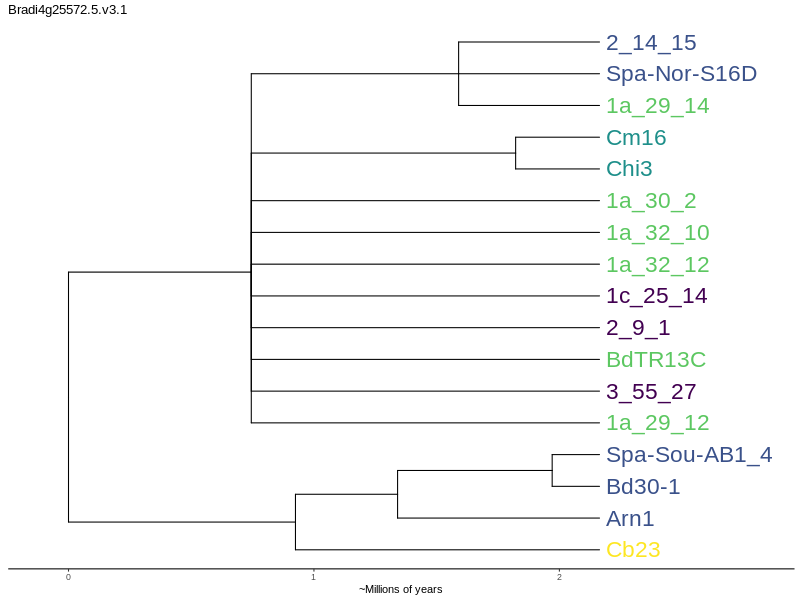 Bradi4g25572.5.v3.1
2_14_15
Spa-Nor-S16D
1a_29_14
Cm16
Chi3
1a_30_2
1a_32_10
1a_32_12
1c_25_14
2_9_1
BdTR13C
3_55_27
1a_29_12
Spa-Sou-AB1_4
Bd30-1
Arn1
Cb23
0 1 2
~Millions of years